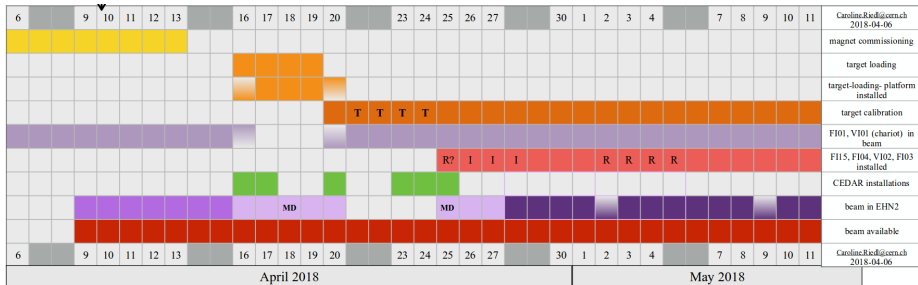 6 9 10 11 12 13 16 17 18 19 20 23 24 25 26 27 30 1 2 3 4 7 8 9 10 11 Caroline.Riedl@cern.ch
2018-04-06
magnet commissioning
target loading
target-loading- platform
installed
T T T T target calibration
FI01, VI01 (chariot) in
beam
R? I I I R R R R FI15, FI04, VI02, FI03
installed
CEDAR installations
MD MD beam in EHN2
beam available
6 9 10 11 12 13 16 17 18 19 20 23 24 25 26 27 30 1 2 3 4 7 8 9 10 11 Caroline.Riedl@cern.ch
2018-04-06
April 2018 May 2018